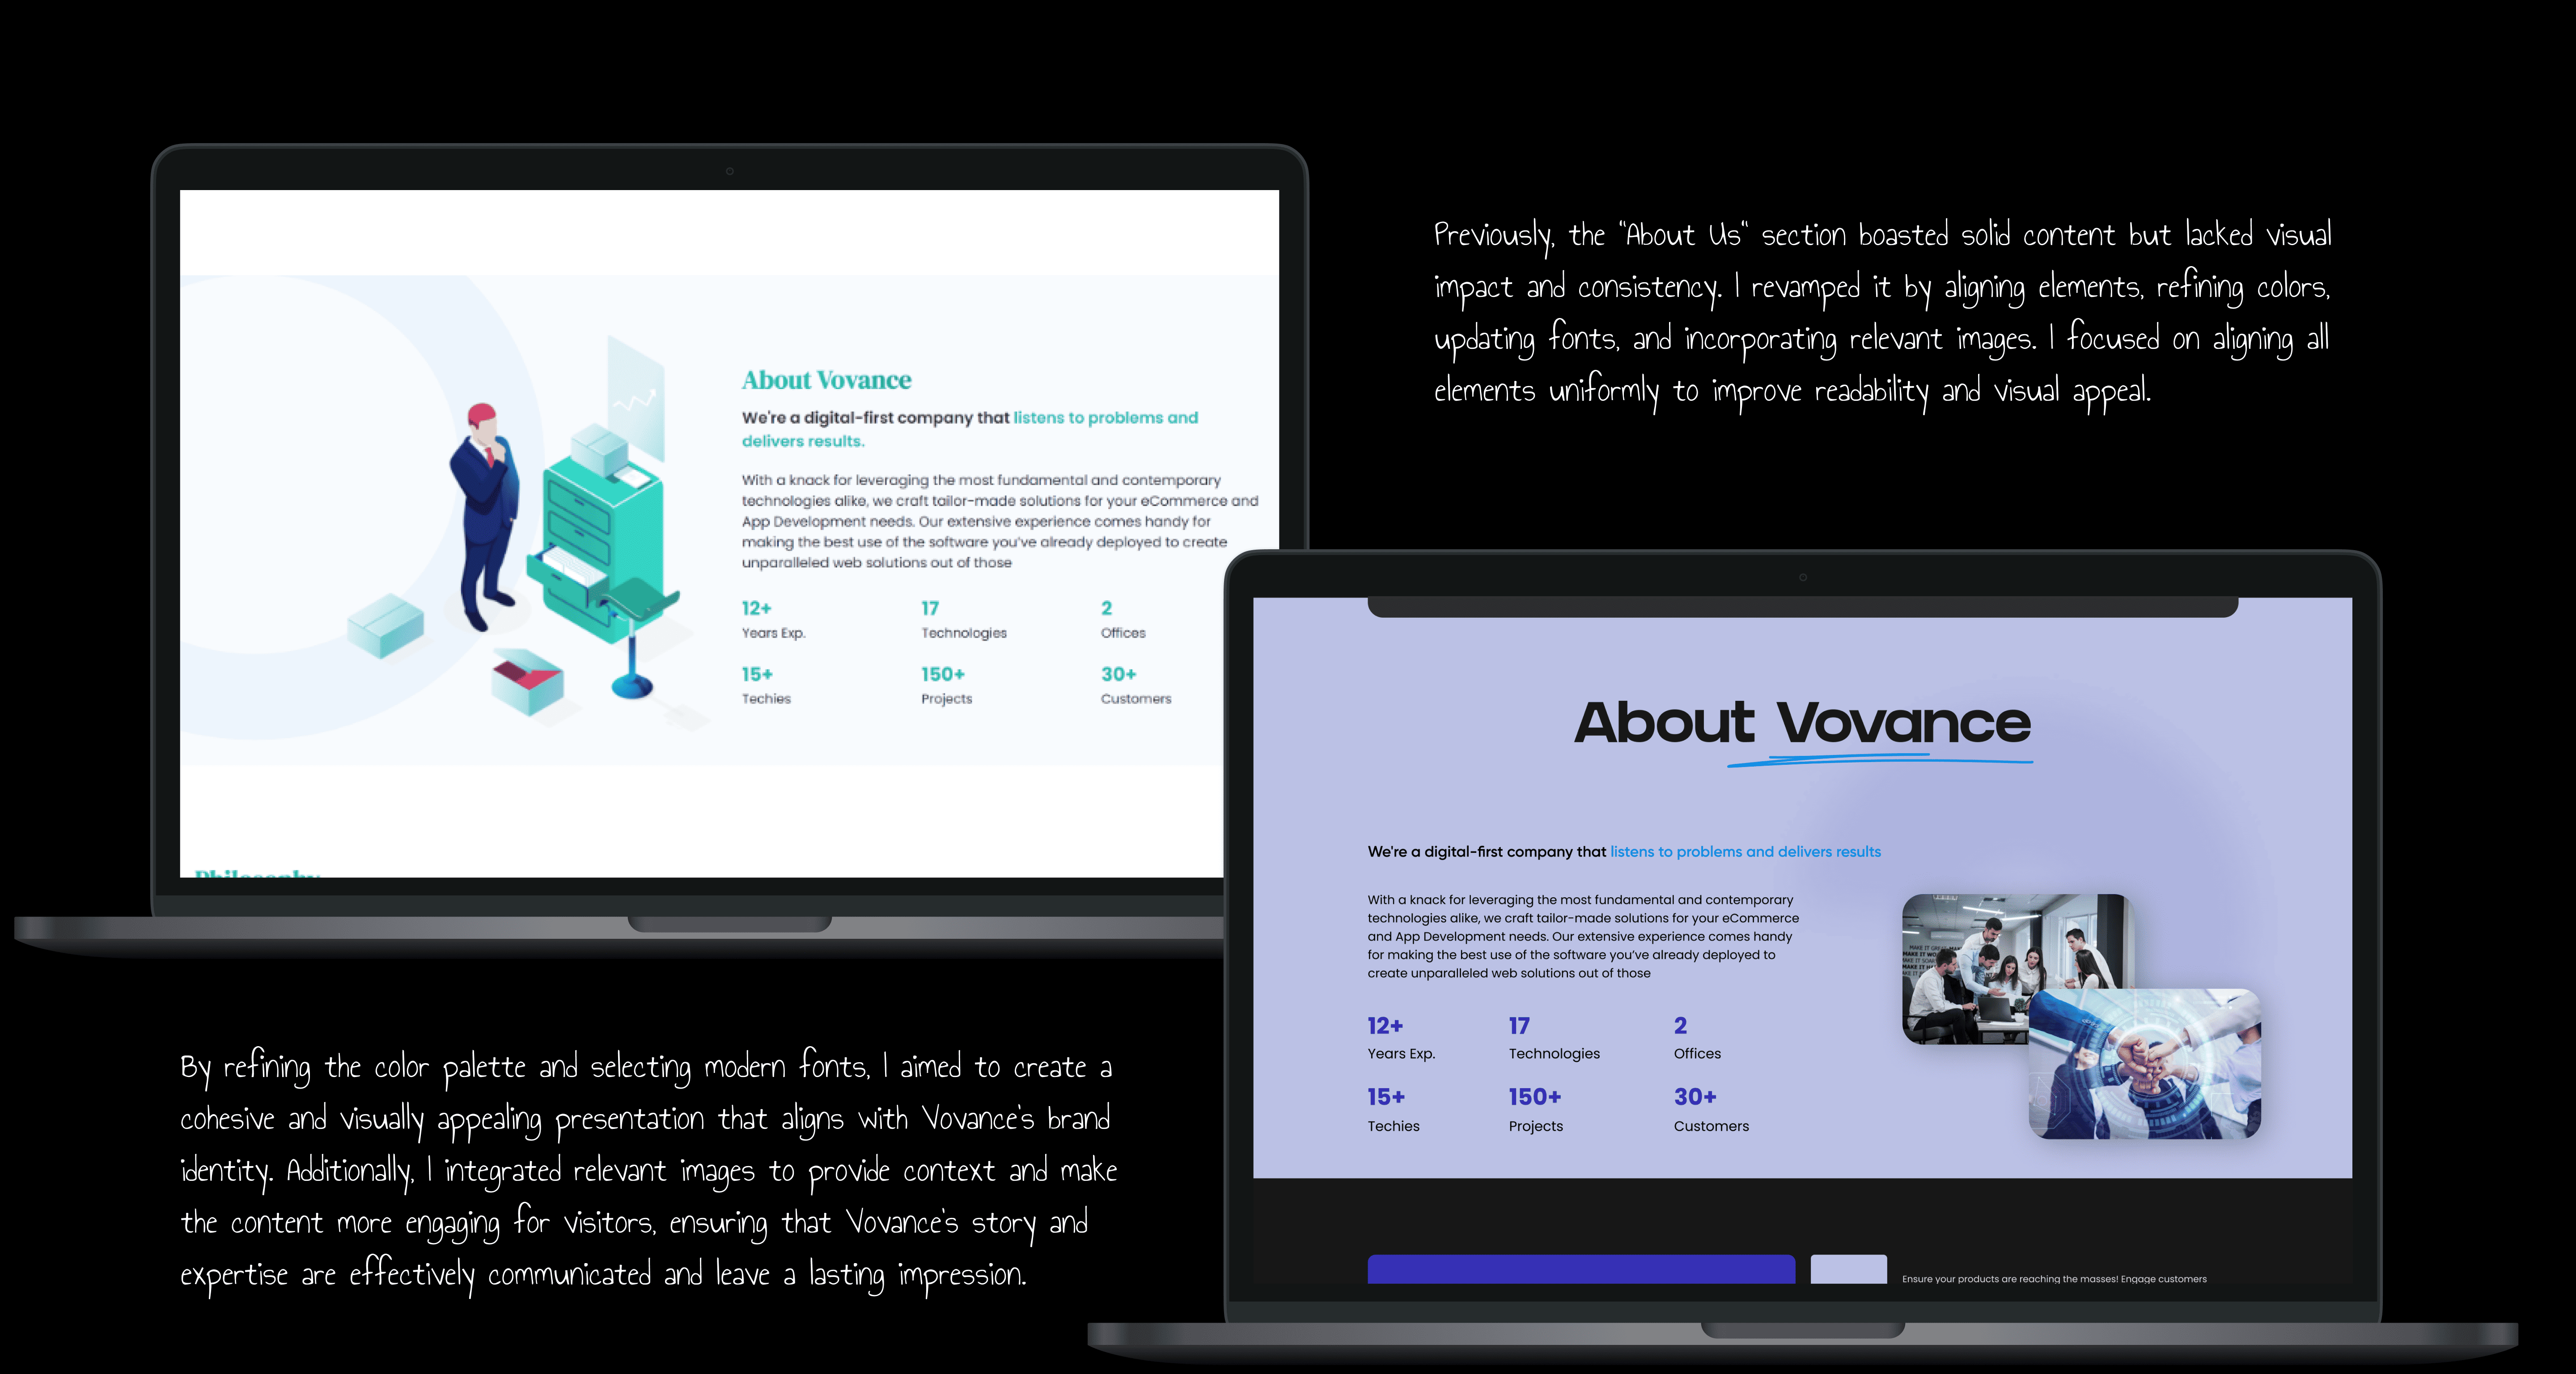 Previously, the "About Us" section boasted solid content but lacked visual
impact and consistency. I revamped it by aligning elements, refining colors,
updating fonts, and incorporating relevant images. I focused on aligning all
elements uniformly to improve readability and visual appeal.
About Vovance
We're a digital-first company that listens to problems and
delivers results.
With a knack for leveraging the most fundamental and contemporary
technologies alike, we craft tailor-made solutions for your eCommerce and
App Development needs. Our extensive experience comes handy for
making the best use of the software you've already deployed to create
unparalleled web solutions out of those
12+ 17 2
Years Exp. Technologies Offices
15+ 150+ 30+
Techies Projects Customers
Philosophy
About Vovance
We're a digital-first company that listens to problems and delivers results
With a knack for leveraging the most fundamental and contemporary
technologies alike, we craft tailor-made solutions for your eCommerce
and App Development needs. Our extensive experience comes handy
for making the best use of the software you've already deployed to
create unparalleled web solutions out of those
12+ 17 2
Years Exp. Technologies Offices
15+ 150+ 30+
Techies Projects Customers
Ensure your products are reaching the masses! Engage customers
By refining the color palette and selecting modern fonts, I aimed to create a
cohesive and visually appealing presentation that aligns with Vovance's brand
identity. Additionally, I integrated relevant images to provide context and make
the content more engaging for visitors, ensuring that Vovance's story and
expertise are effectively communicated and leave a lasting impression.